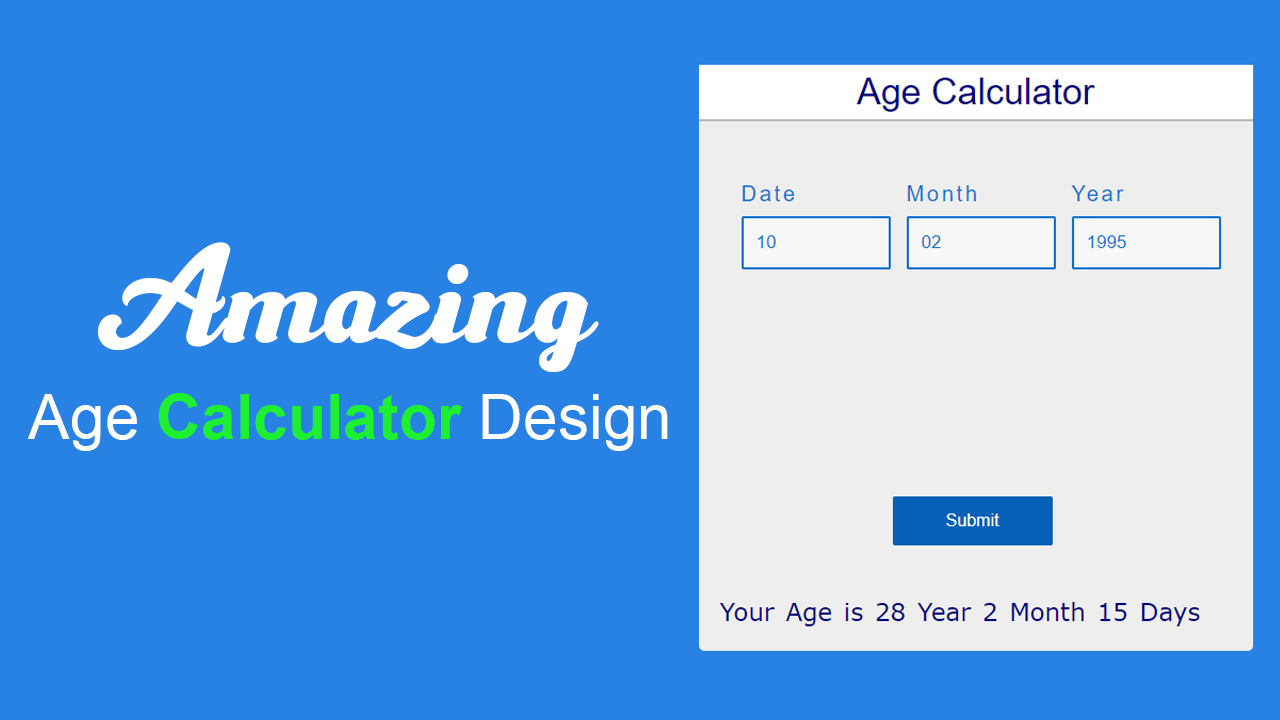 Amazing
Age Calculator Design
Age Calculator
Date Month Year
10 02 1995
Submit
Your Age is 28 Year 2 Month 15 Days